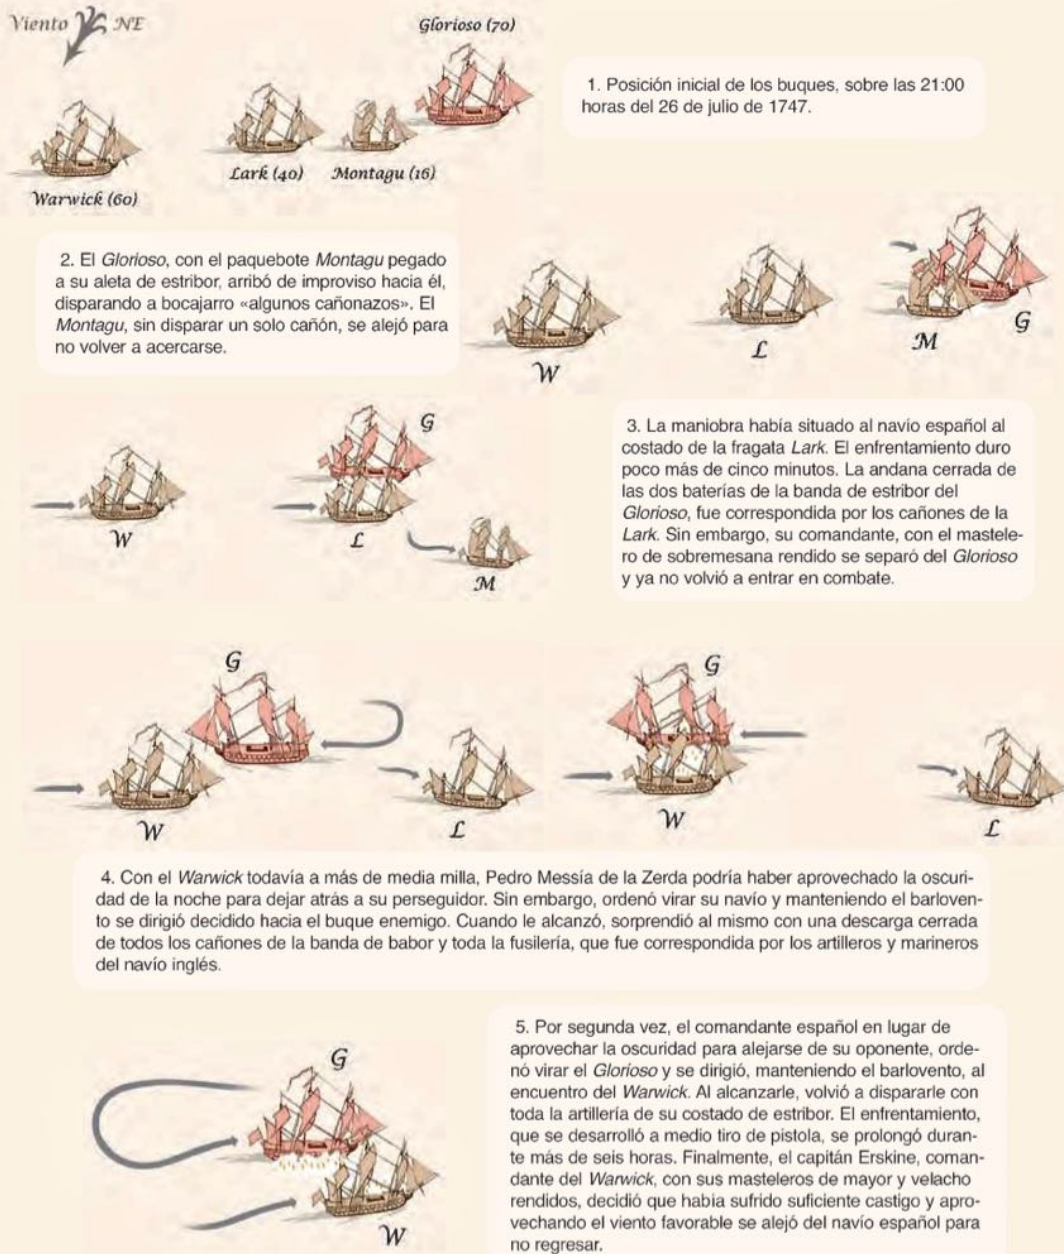 Viento NE
Glorioso (70)
Lark (40)
Montagu (16)
Warwick (60)
1. Posición inicial de los buques, sobre las 21:00
horas del 26 de julio de 1747.
2. El Glorioso, con el paquebote Montagu pegado
a su aleta de estribor, arribó de improviso hacia él,
disparando a bocajarro «algunos cañonazos». El
Montagu, sin disparar un solo cañón, se alejó para
no volver a acercarse.
W
L
M
G
G
W
L
M
3. La maniobra había situado al navío español al
costado de la fragata Lark. El enfrentamiento duro
poco más de cinco minutos. La andana cerrada de
las dos baterías de la banda de estribor del
Glorioso, fue correspondida por los cañones de la
Lark. Sin embargo, su comandante, con el mastele-
ro de sobremesana rendido se separó del Glorioso
y ya no volvió a entrar en combate.
G
W
L
G
W
L
4. Con el Warwick todavía a más de media milla, Pedro Messía de la Zerda podría haber aprovechado la oscuri-
dad de la noche para dejar atrás a su perseguidor. Sin embargo, ordenó virar su navío y manteniendo el barloven-
to se dirigió decidido hacia el buque enemigo. Cuando le alcanzó, sorprendió al mismo con una descarga cerrada
de todos los cañones de la banda de babor y toda la fusilería, que fue correspondida por los artilleros y marineros
del navío inglés.
G
W
5. Por segunda vez, el comandante español en lugar de
aprovechar la oscuridad para alejarse de su oponente, orde-
nó virar el Glorioso y se dirigió, manteniendo el barlovento, al
encuentro del Warwick. Al alcanzarle, volvió a dispararle con
toda la artillería de su costado de estribor. El enfrentamiento,
que se desarrolló a medio tiro de pistola, se prolongó duran-
te más de seis horas. Finalmente, el capitán Erskine, coman-
dante del Warwick, con sus masteleros de mayor y velacho
rendidos, decidió que había sufrido suficiente castigo y apro-
vechando el viento favorable se alejó del navío español para
no regresar.